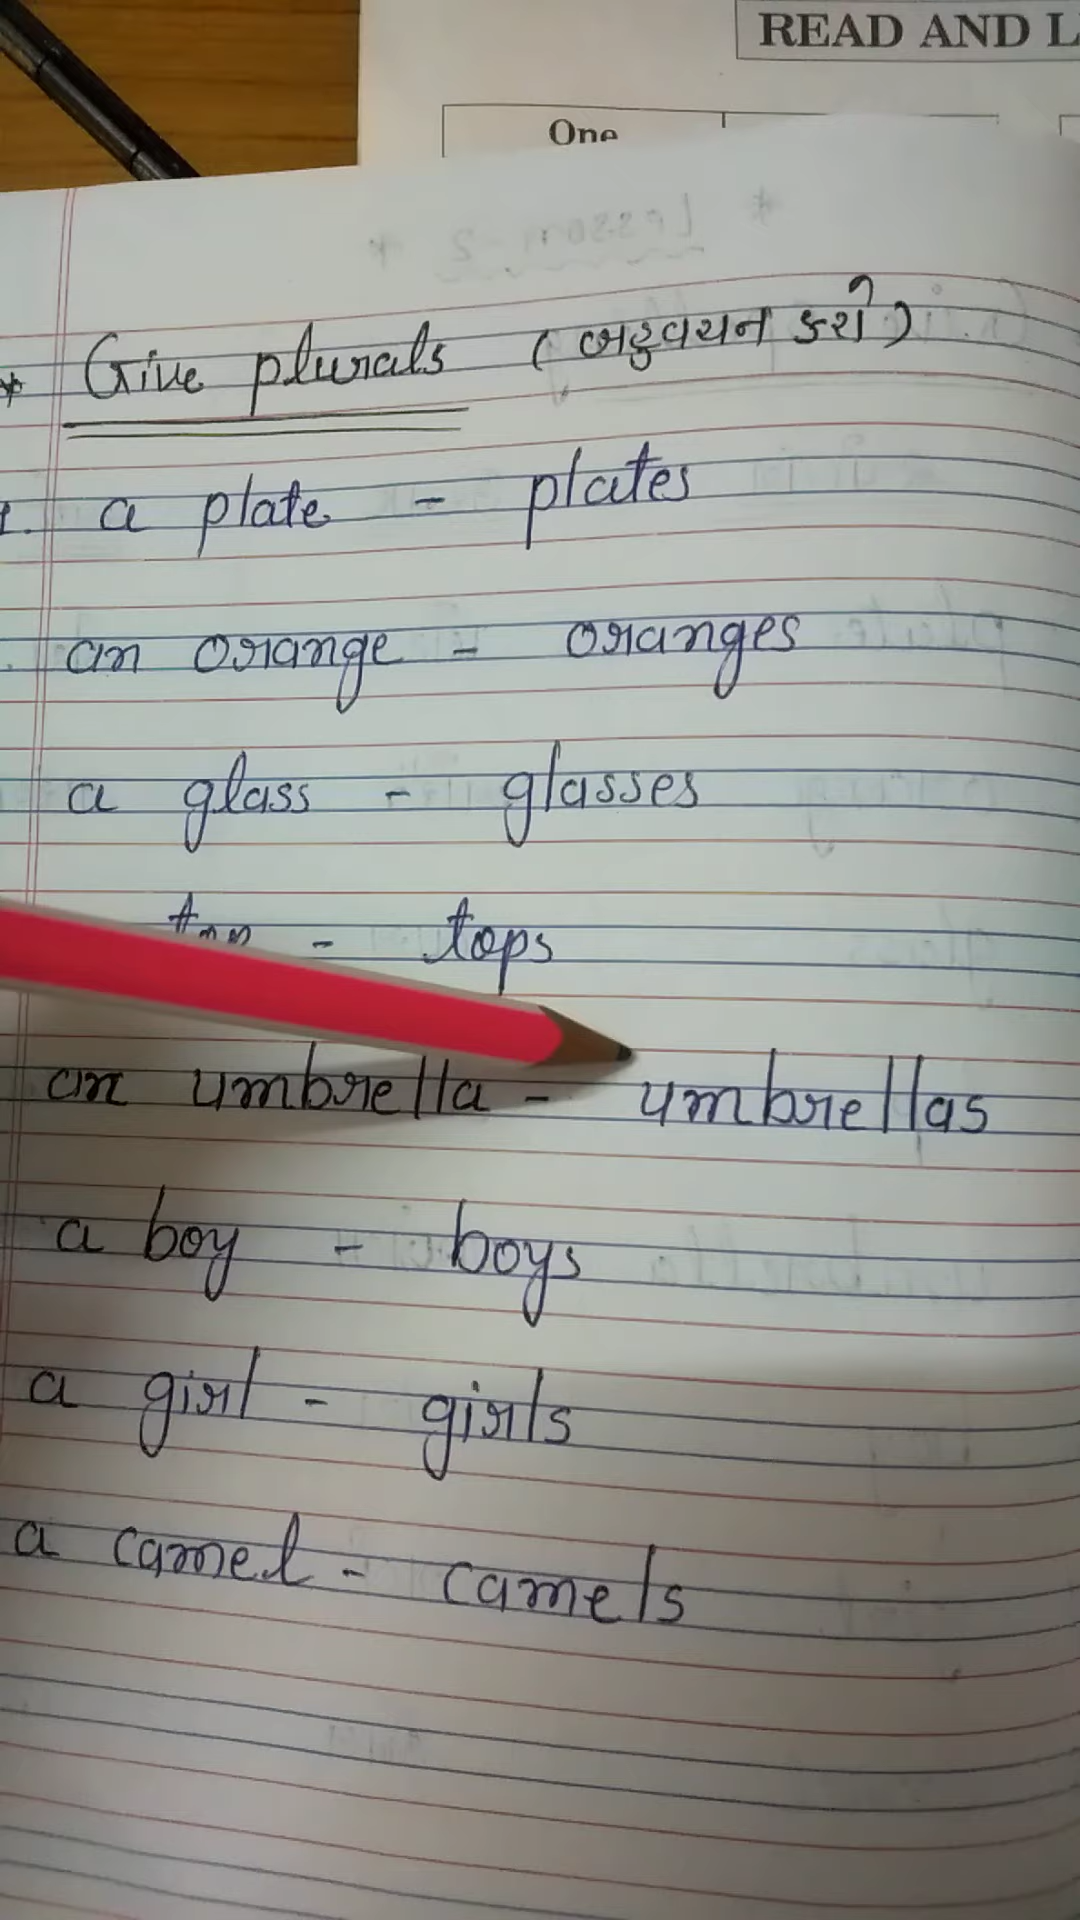 READ AND L
One
* Give plurals (બહુવચન કરો)
1. a plate - plates
an orange - oranges
a glass - glasses
top - tops
an umbrella - umbrellas
a boy - boys
a girl - girls
a camel - camels